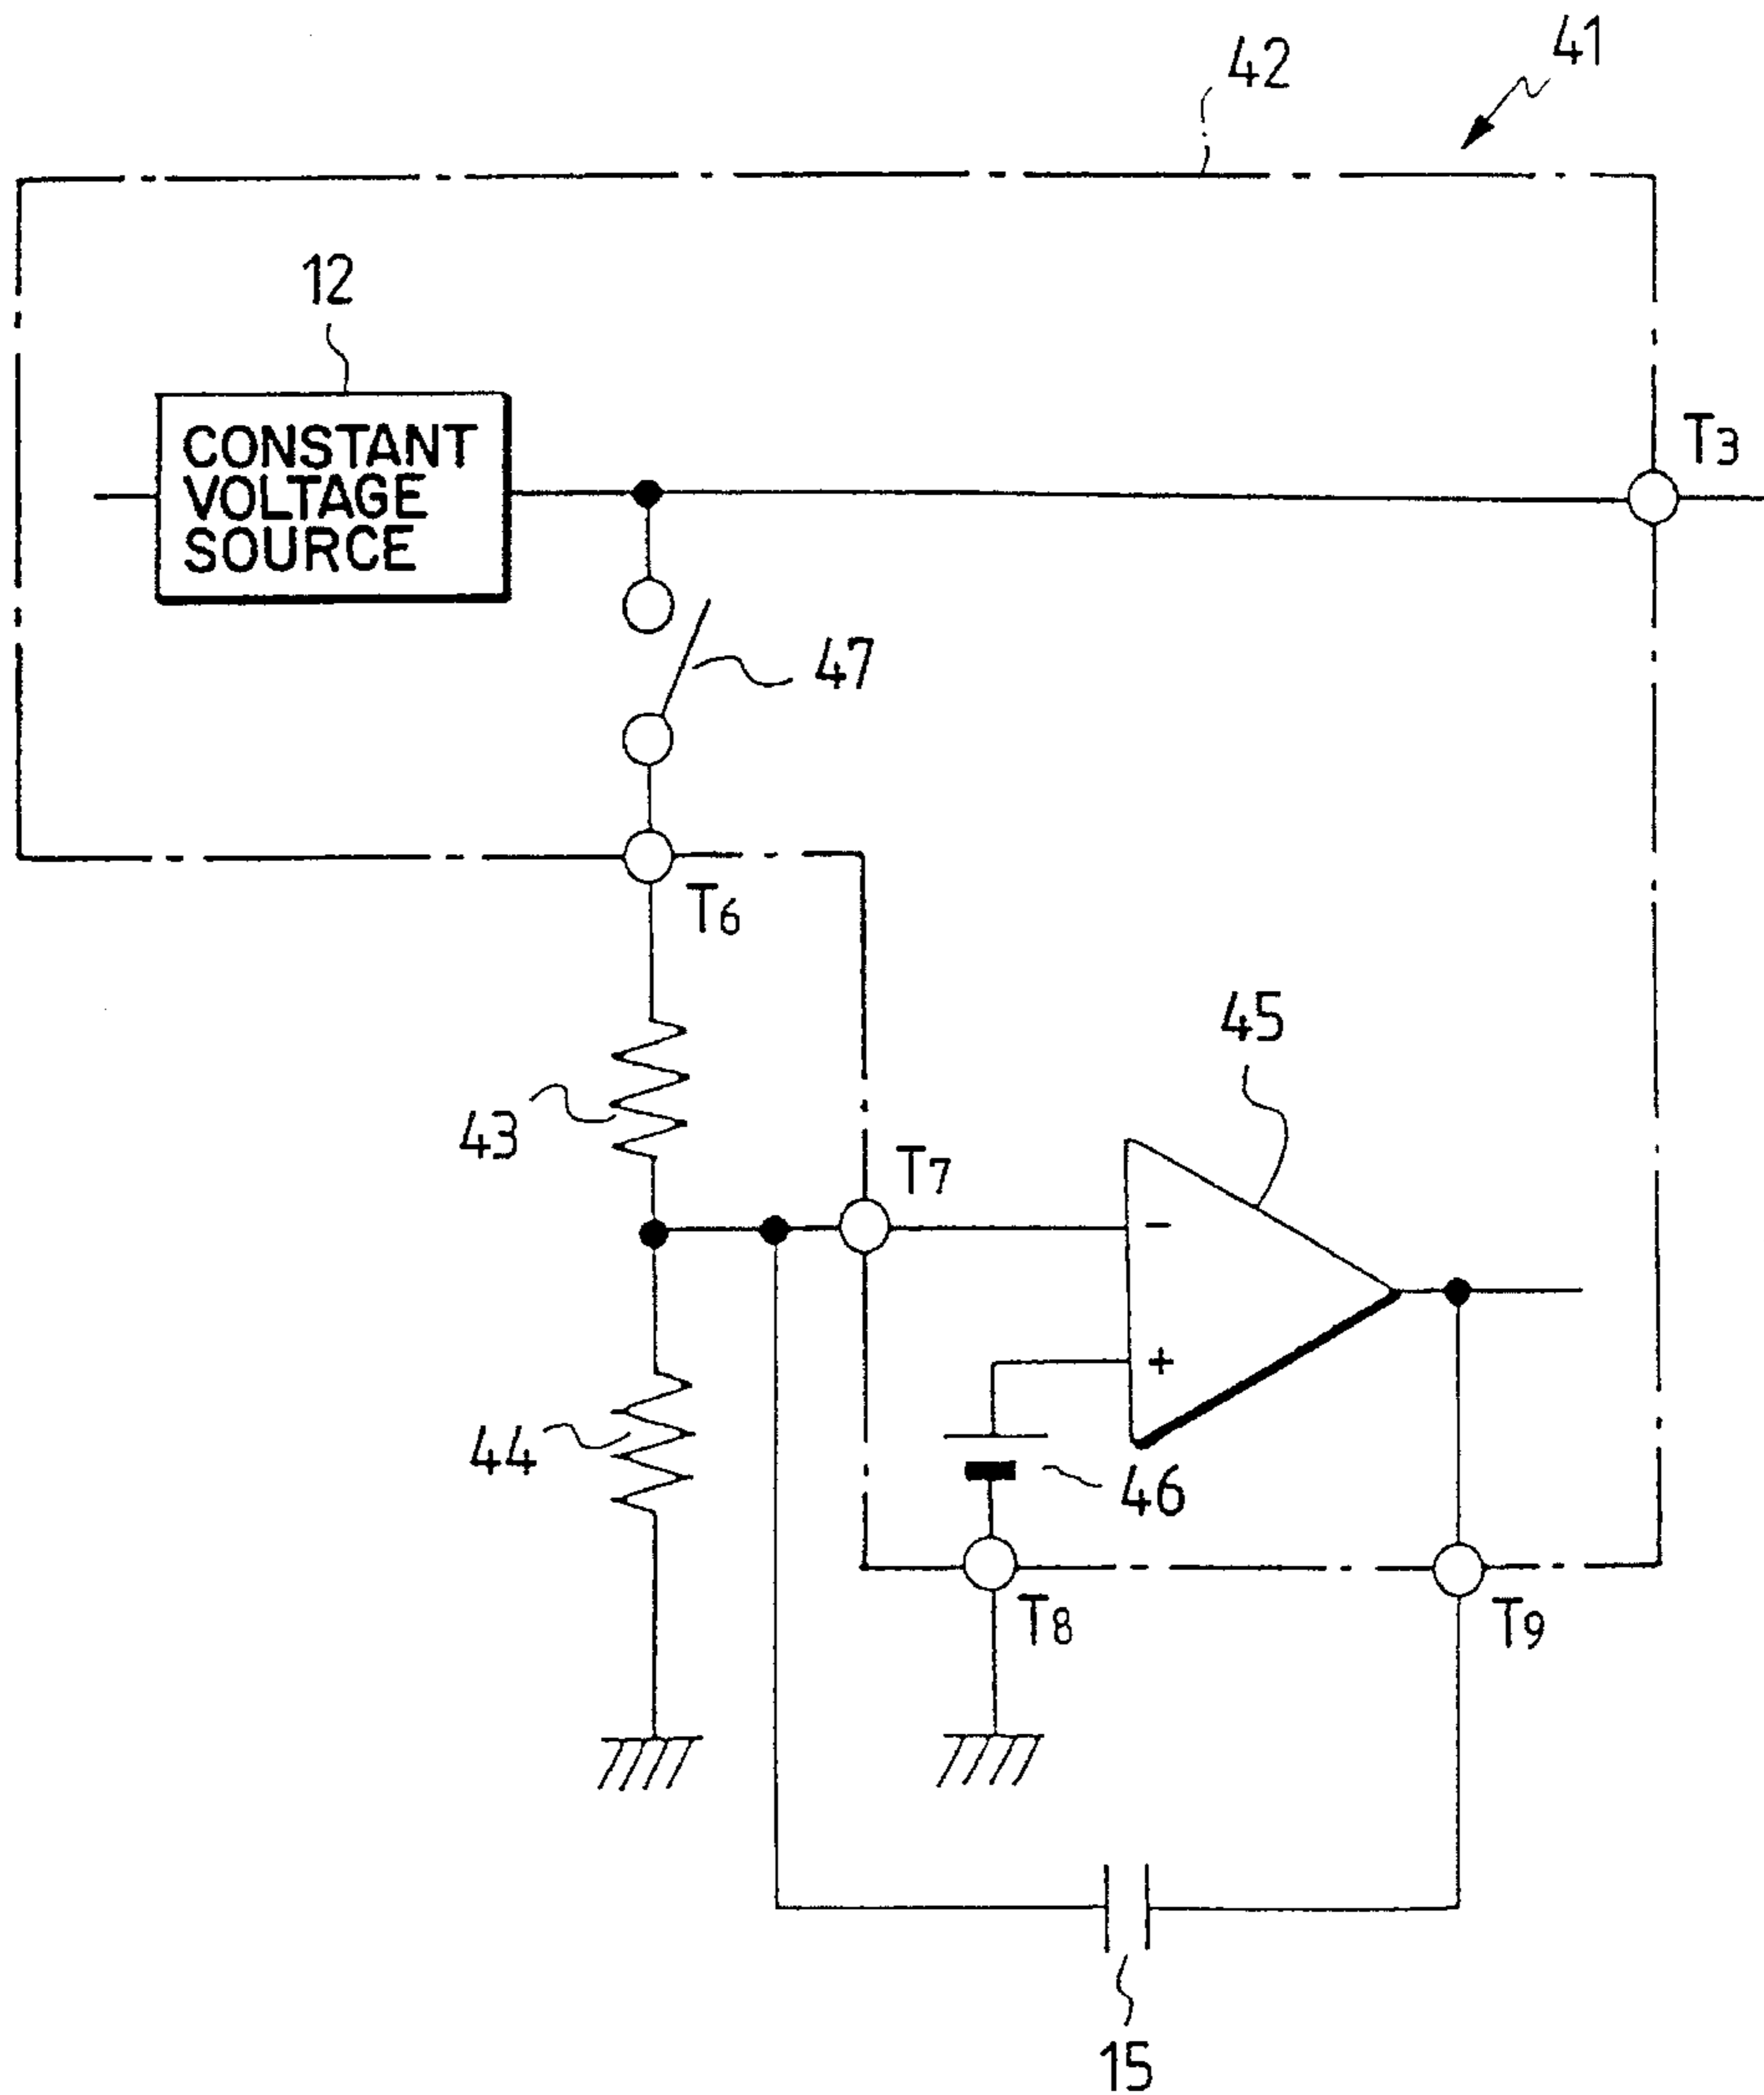 41
42
12
CONSTANT
VOLTAGE
SOURCE
T3
47
T6
45
43
T7
-
+
44
46
T8
T9
15